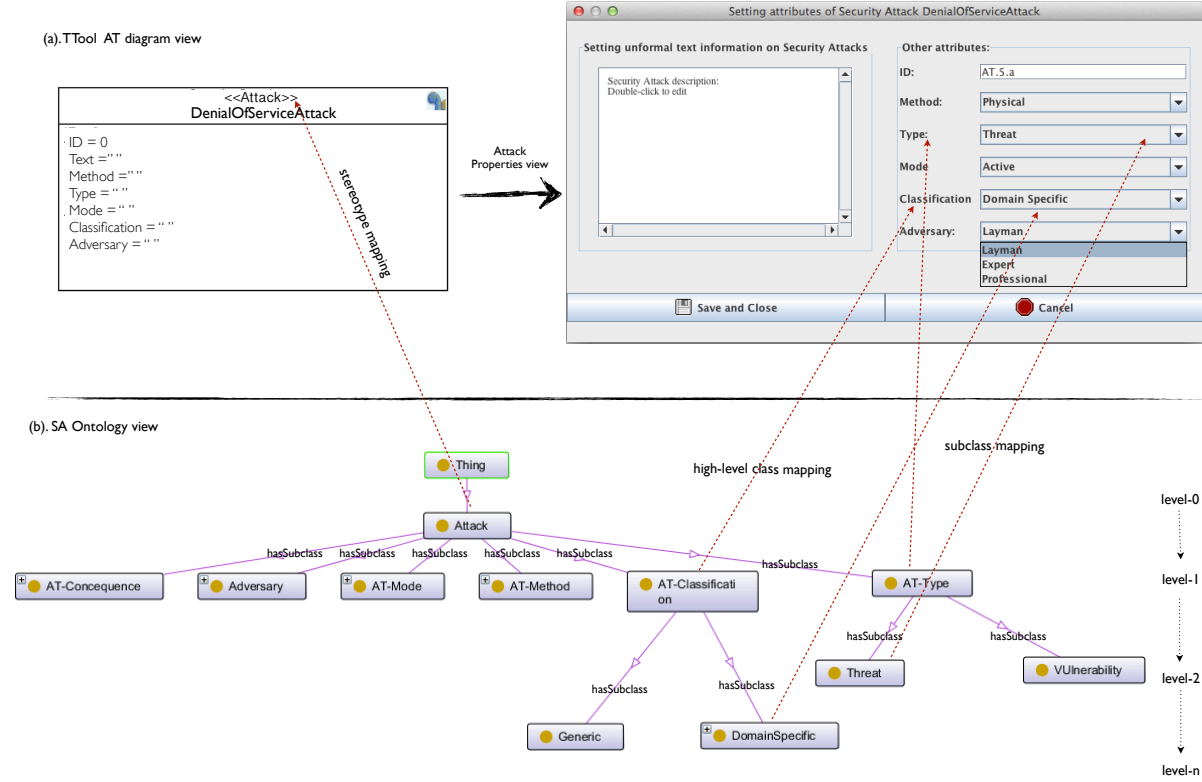 (a). TTool AT diagram view
<<Attack>>
DenialOfServiceAttack
ID = 0
Text =” ”
Method =” ”
Type = “ ”
Mode = “ ”
Classification = “ ”
Adversary = “ ”
stereotype mapping
Attack
Properties view
Setting attributes of Security Attack DenialOfServiceAttack
Setting unformal text information on Security Attacks
Security Attack description:
Double-click to edit
Other attributes:
ID: AT.5.a
Method: Physical
Type: Threat
Mode Active
Classification Domain Specific
Adversary: Layman
Layman
Expert
Professional
Save and Close
Cancel
(b). SA Ontology view
high-level class mapping
subclass mapping
Thing
level-0
Attack
hasSubclass hasSubclass hasSubclass hasSubclass hasSubclass
hasSubclass
AT-Concequence
Adversary
AT-Mode
AT-Method
AT-Classificati
on
AT-Type
level-1
hasSubclass
hasSubclass
Threat
VUlnerability
level-2
hasSubclass
hasSubclass
Generic
DomainSpecific
level-n